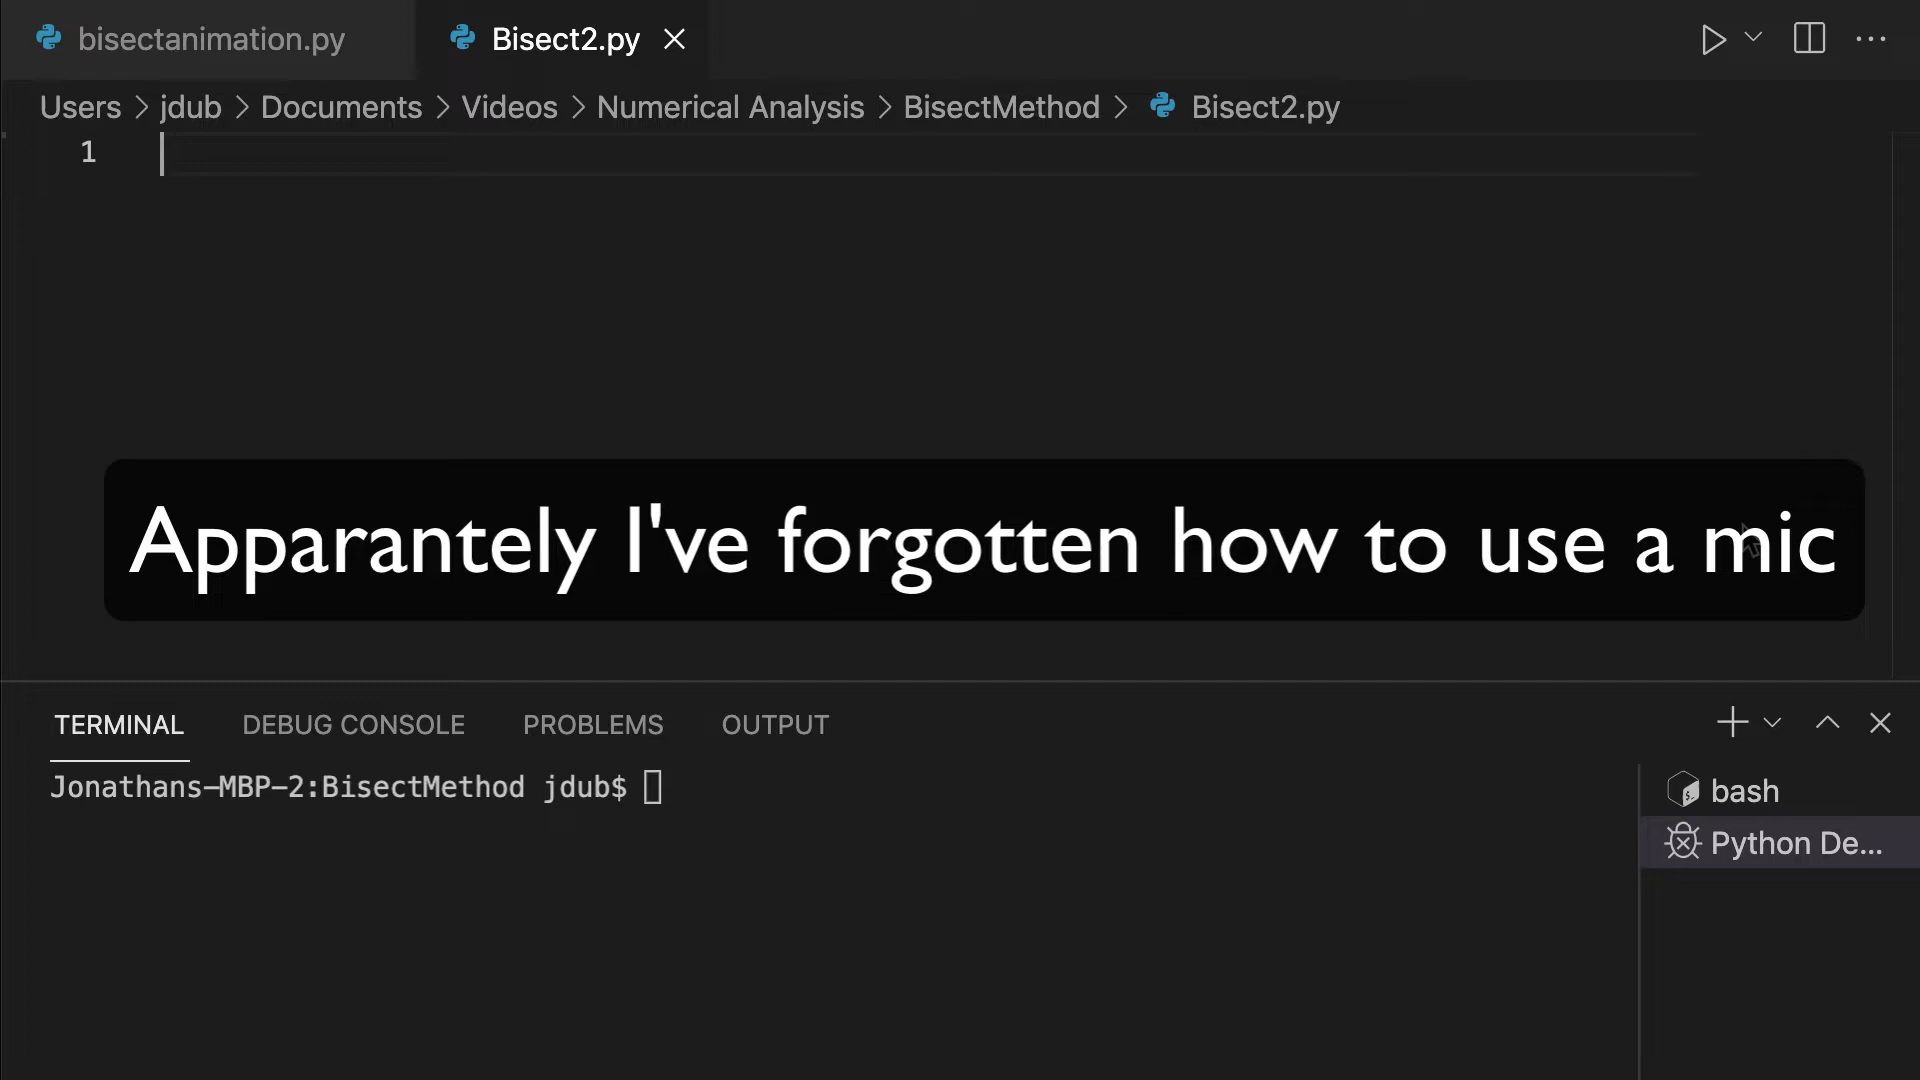 bisectanimation.py Bisect2.py
Users > jdub > Documents > Videos > Numerical Analysis > BisectMethod > Bisect2.py
1
Apparantely I've forgotten how to use a mic
TERMINAL DEBUG CONSOLE PROBLEMS OUTPUT
Jonathans-MBP-2:BisectMethod jdub$
bash
Python De...